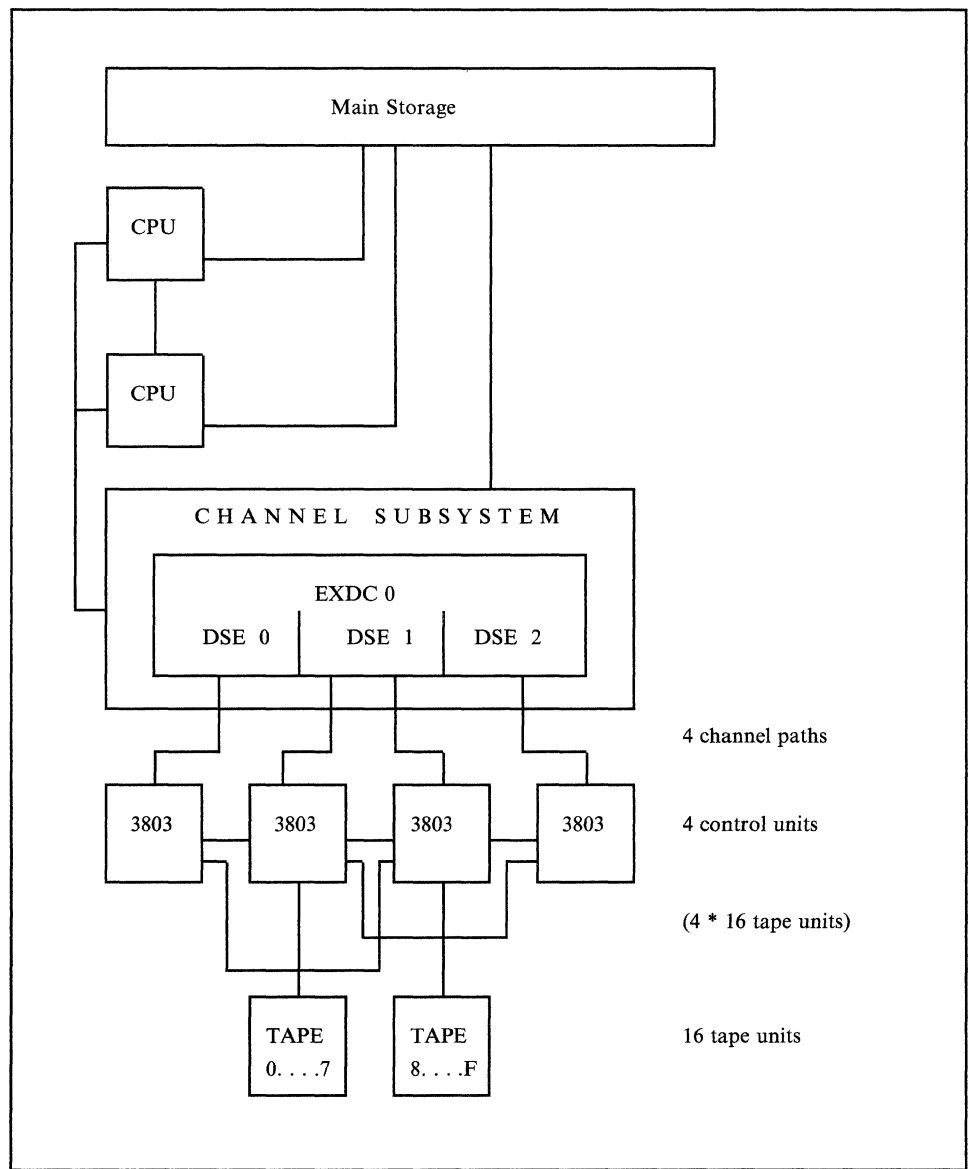 Main Storage
CPU
CPU
CHANNEL SUBSYSTEM
EXDC 0
DSE 0 DSE 1 DSE 2
4 channel paths
3803 3803 3803 3803 4 control units
(4 * 16 tape units)
TAPE TAPE 16 tape units
0....7 8....F